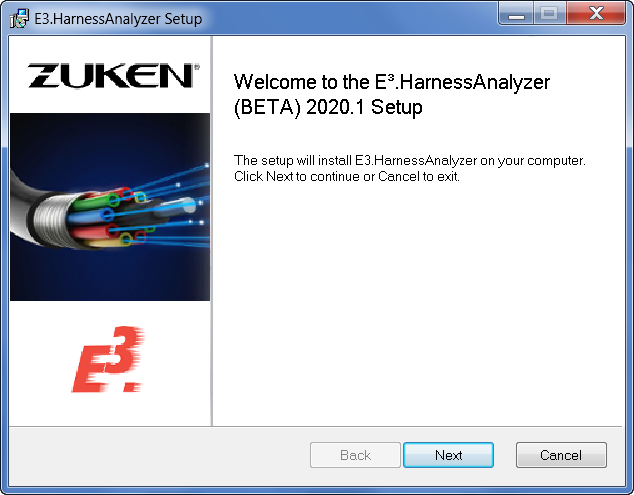 E3.HarnessAnalyzer Setup
ZUKEN®
Welcome to the E³.HarnessAnalyzer
(BETA) 2020.1 Setup
The setup will install E3.HarnessAnalyzer on your computer.
Click Next to continue or Cancel to exit.
E³.
Back
Next
Cancel